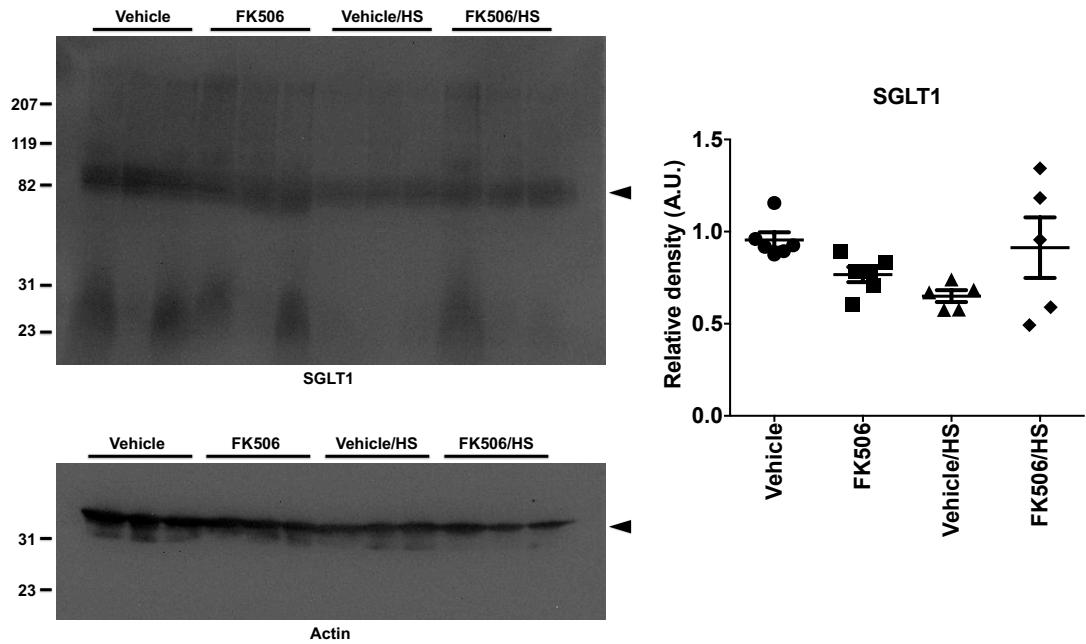 Vehicle FK506 Vehicle/HS FK506/HS
207
119
82
31
23
SGLT1
Vehicle FK506 Vehicle/HS FK506/HS
31
23
Actin
SGLT1
Relative density (A.U.)
1.5
1.0
0.5
0.0
Vehicle
FK506
Vehicle/HS
FK506/HS